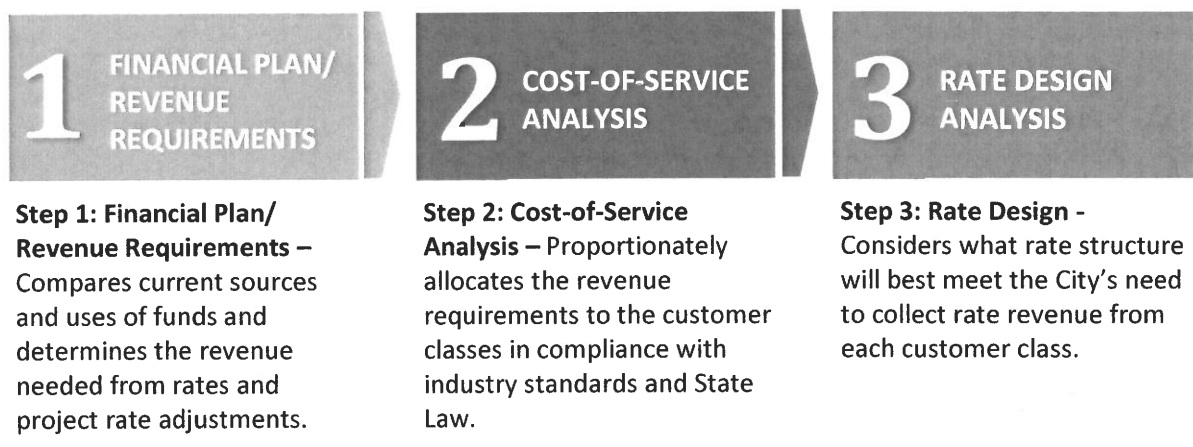 1
FINANCIAL PLAN/
REVENUE
REQUIREMENTS
2
COST-OF-SERVICE
ANALYSIS
3
RATE DESIGN
ANALYSIS
Step 1: Financial Plan/
Revenue Requirements –
Compares current sources
and uses of funds and
determines the revenue
needed from rates and
project rate adjustments.
Step 2: Cost-of-Service
Analysis – Proportionately
allocates the revenue
requirements to the customer
classes in compliance with
industry standards and State
Law.
Step 3: Rate Design -
Considers what rate structure
will best meet the City's need
to collect rate revenue from
each customer class.